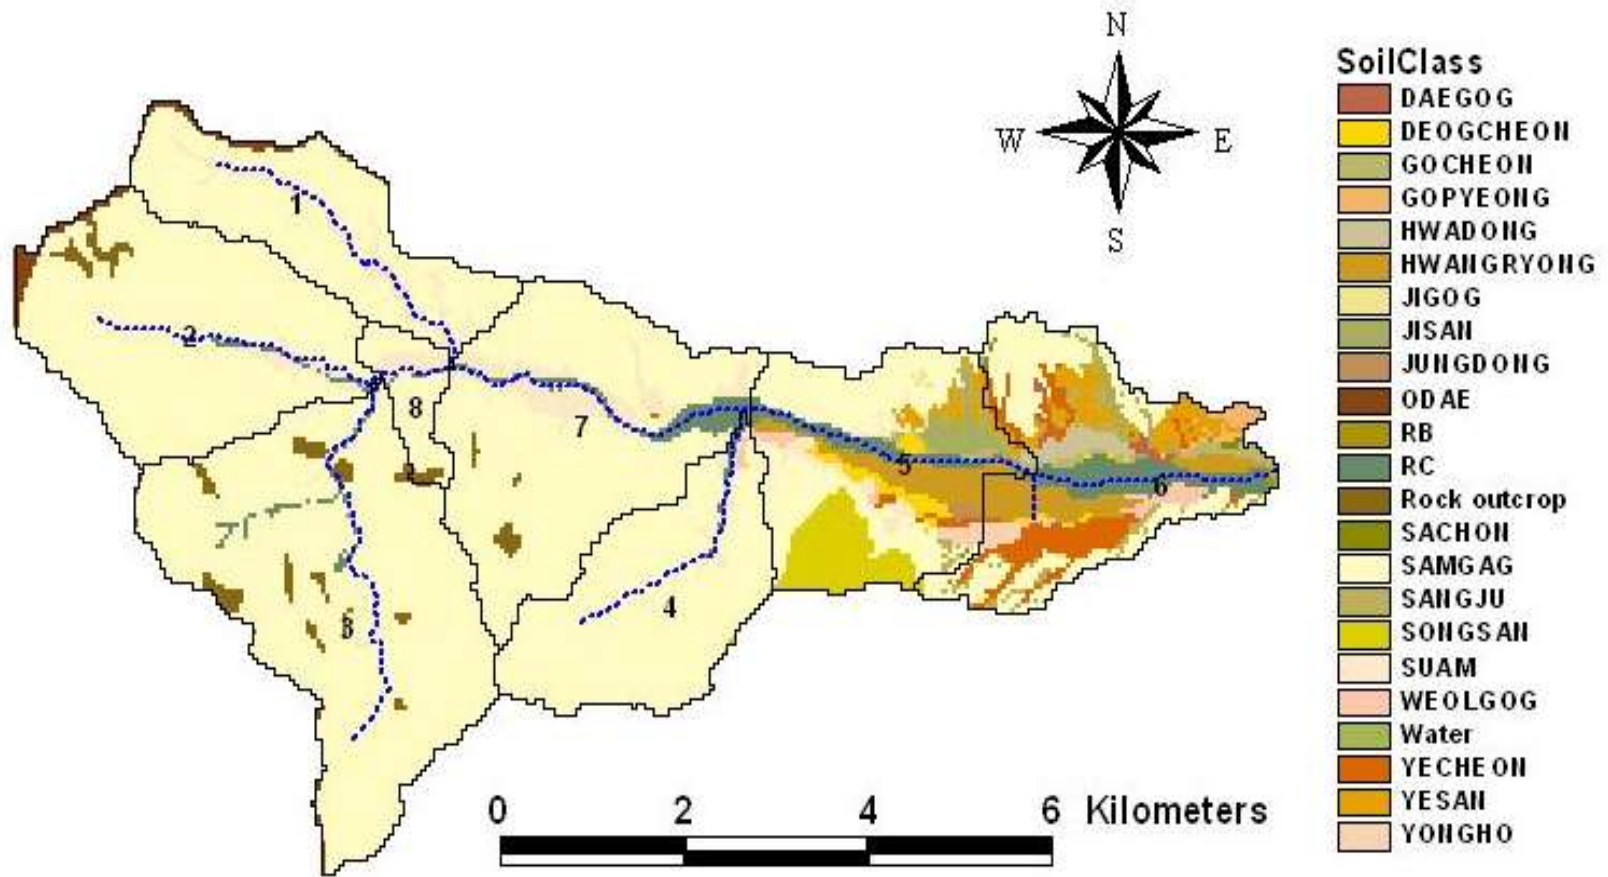 N
W E
S
SoilClass
DAEGOG
DEOGCHEON
GOCHEON
GOPYEONG
HWADONG
HWANGRYONG
JIGOG
JISAN
JUNGDONG
ODAE
RB
RC
Rock outcrop
SACHON
SAMGAG
SANGJU
SONGSAN
SUAM
WEOLGOG
Water
YECHEON
YESAN
YONGHO
1
2
8
7
5
6
4
3
0 2 4 6 Kilometers